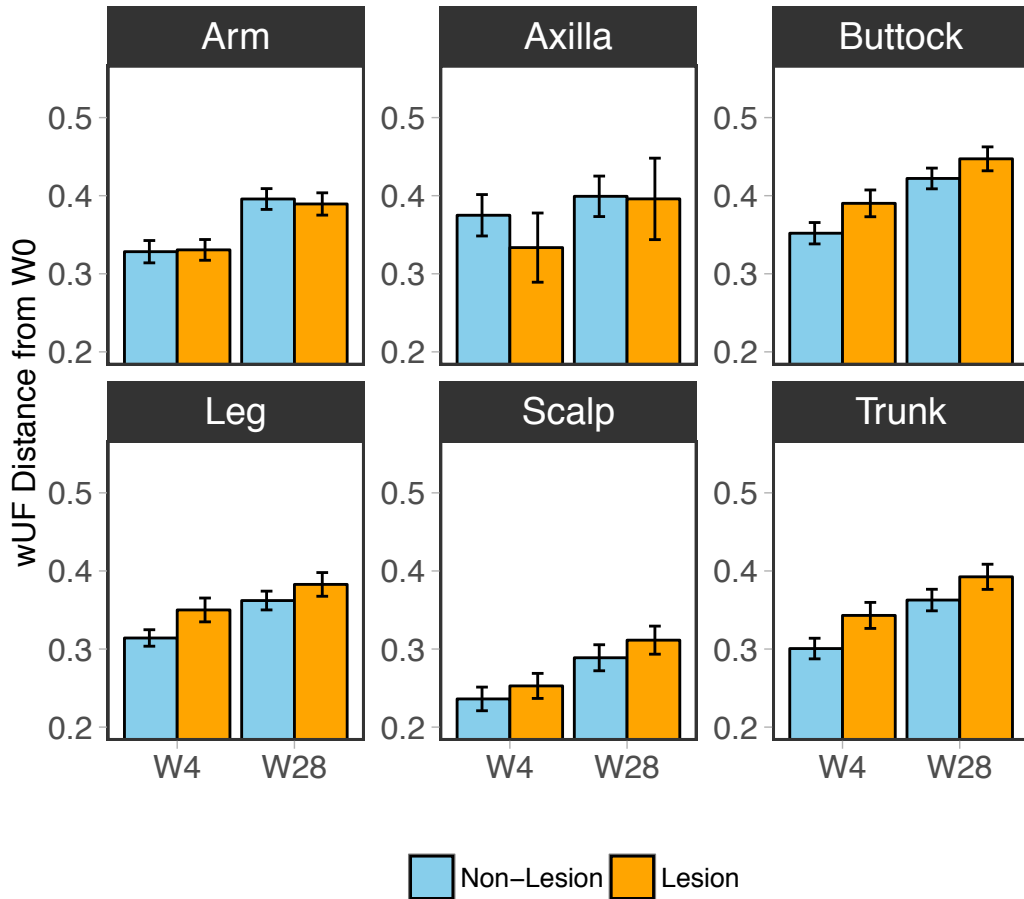 Arm Axilla Buttock
0.5 0.5 0.5
0.4 0.4 0.4
0.3 0.3 0.3
0.2 0.2 0.2
wUF Distance from W0
Leg Scalp Trunk
0.5 0.5 0.5
0.4 0.4 0.4
0.3 0.3 0.3
0.2 0.2 0.2
W4 W28 W4 W28 W4 W28
Non−Lesion Lesion